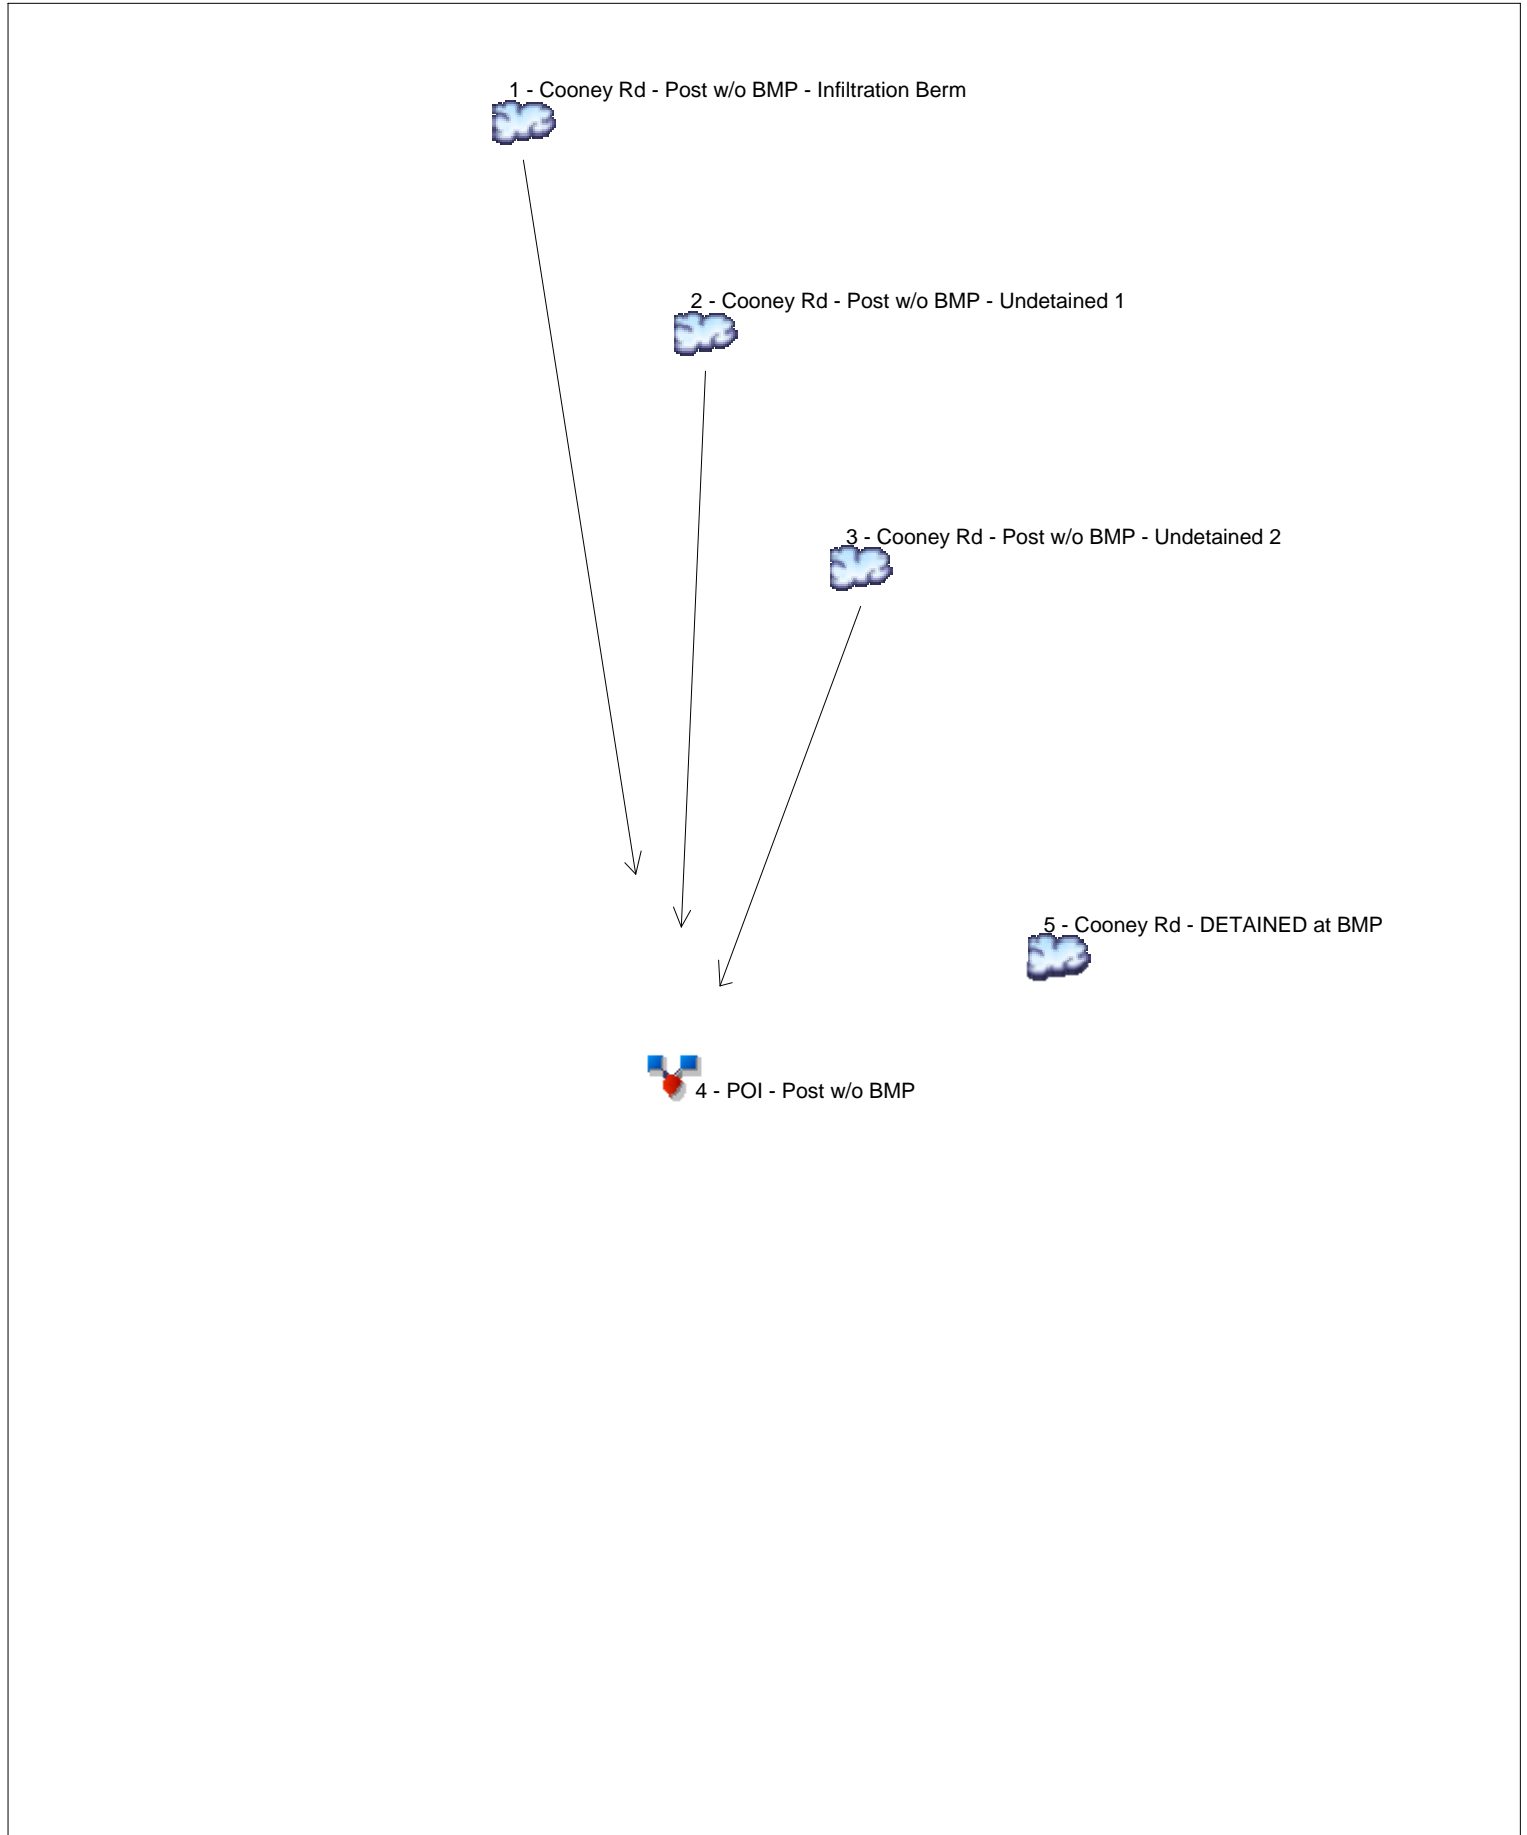 1 - Cooney Rd - Post w/o BMP - Infiltration Berm
2 - Cooney Rd - Post w/o BMP - Undetained 1
3 - Cooney Rd - Post w/o BMP - Undetained 2
5 - Cooney Rd - DETAINED at BMP
4 - POI - Post w/o BMP